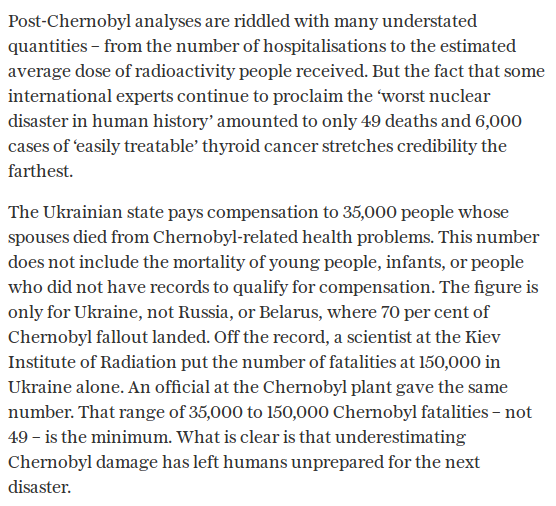 Post-Chernobyl analyses are riddled with many understated
quantities – from the number of hospitalisations to the estimated
average dose of radioactivity people received. But the fact that some
international experts continue to proclaim the ‘worst nuclear
disaster in human history’ amounted to only 49 deaths and 6,000
cases of ‘easily treatable’ thyroid cancer stretches credibility the
farthest.
The Ukrainian state pays compensation to 35,000 people whose
spouses died from Chernobyl-related health problems. This number
does not include the mortality of young people, infants, or people
who did not have records to qualify for compensation. The figure is
only for Ukraine, not Russia, or Belarus, where 70 per cent of
Chernobyl fallout landed. Off the record, a scientist at the Kiev
Institute of Radiation put the number of fatalities at 150,000 in
Ukraine alone. An official at the Chernobyl plant gave the same
number. That range of 35,000 to 150,000 Chernobyl fatalities – not
49 – is the minimum. What is clear is that underestimating
Chernobyl damage has left humans unprepared for the next
disaster.